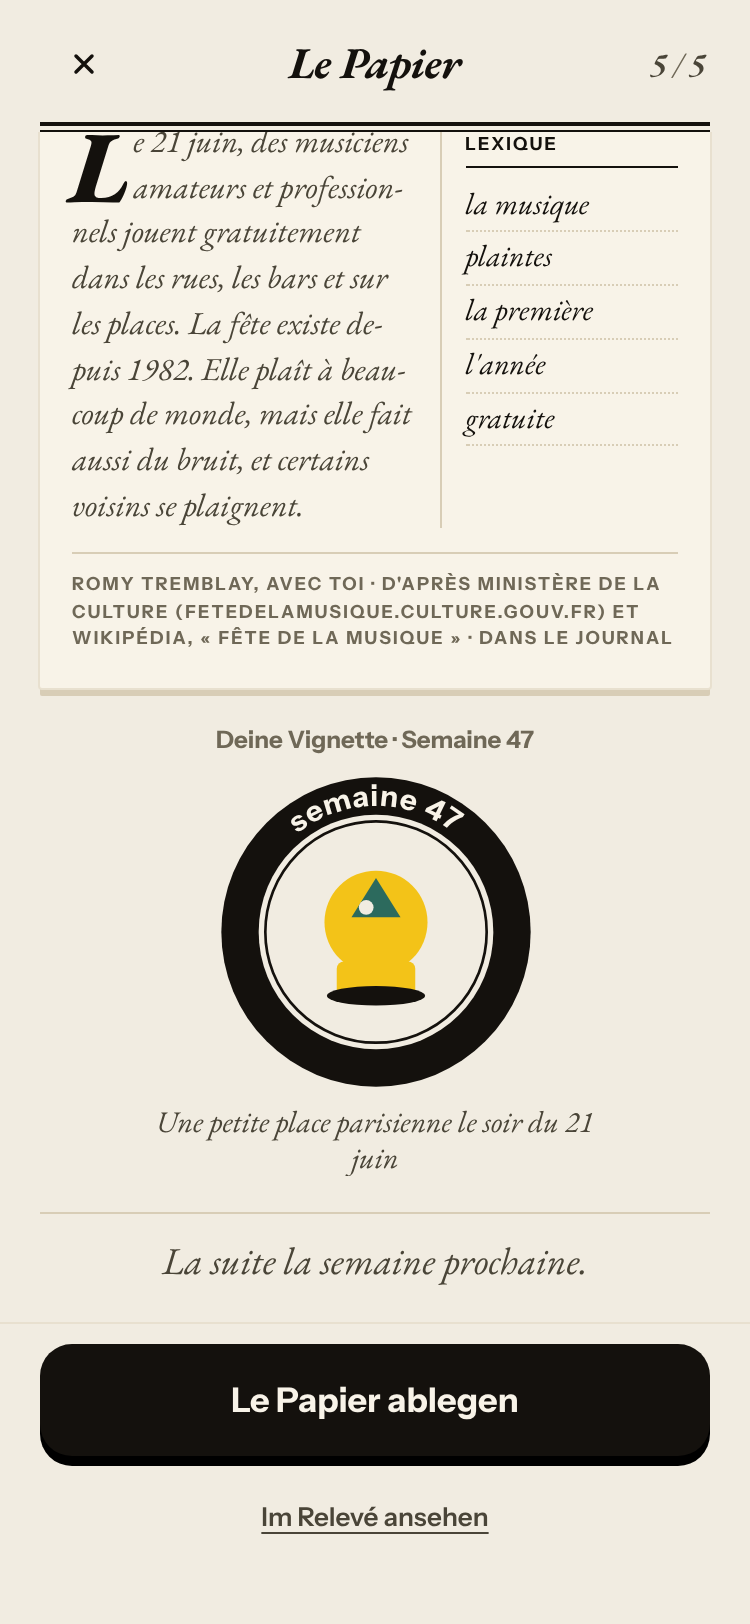 Le Papier
5 / 5
Le 21 juin, des musiciens
amateurs et profession-
nels jouent gratuitement
dans les rues, les bars et sur
les places. La fête existe de-
puis 1982. Elle plaît à beau-
coup de monde, mais elle fait
aussi du bruit, et certains
voisins se plaignent.
LEXIQUE
la musique
plaintes
la première
l'année
gratuite
ROMY TREMBLAY, AVEC TOI · D'APRÈS MINISTÈRE DE LA
CULTURE (FETEDELAMUSIQUE.CULTURE.GOUV.FR) ET
WIKIPÉDIA, « FÊTE DE LA MUSIQUE » · DANS LE JOURNAL
Deine Vignette · Semaine 47
semaine 47
Une petite place parisienne le soir du 21
juin
La suite la semaine prochaine.
Le Papier ablegen
Im Relevé ansehen